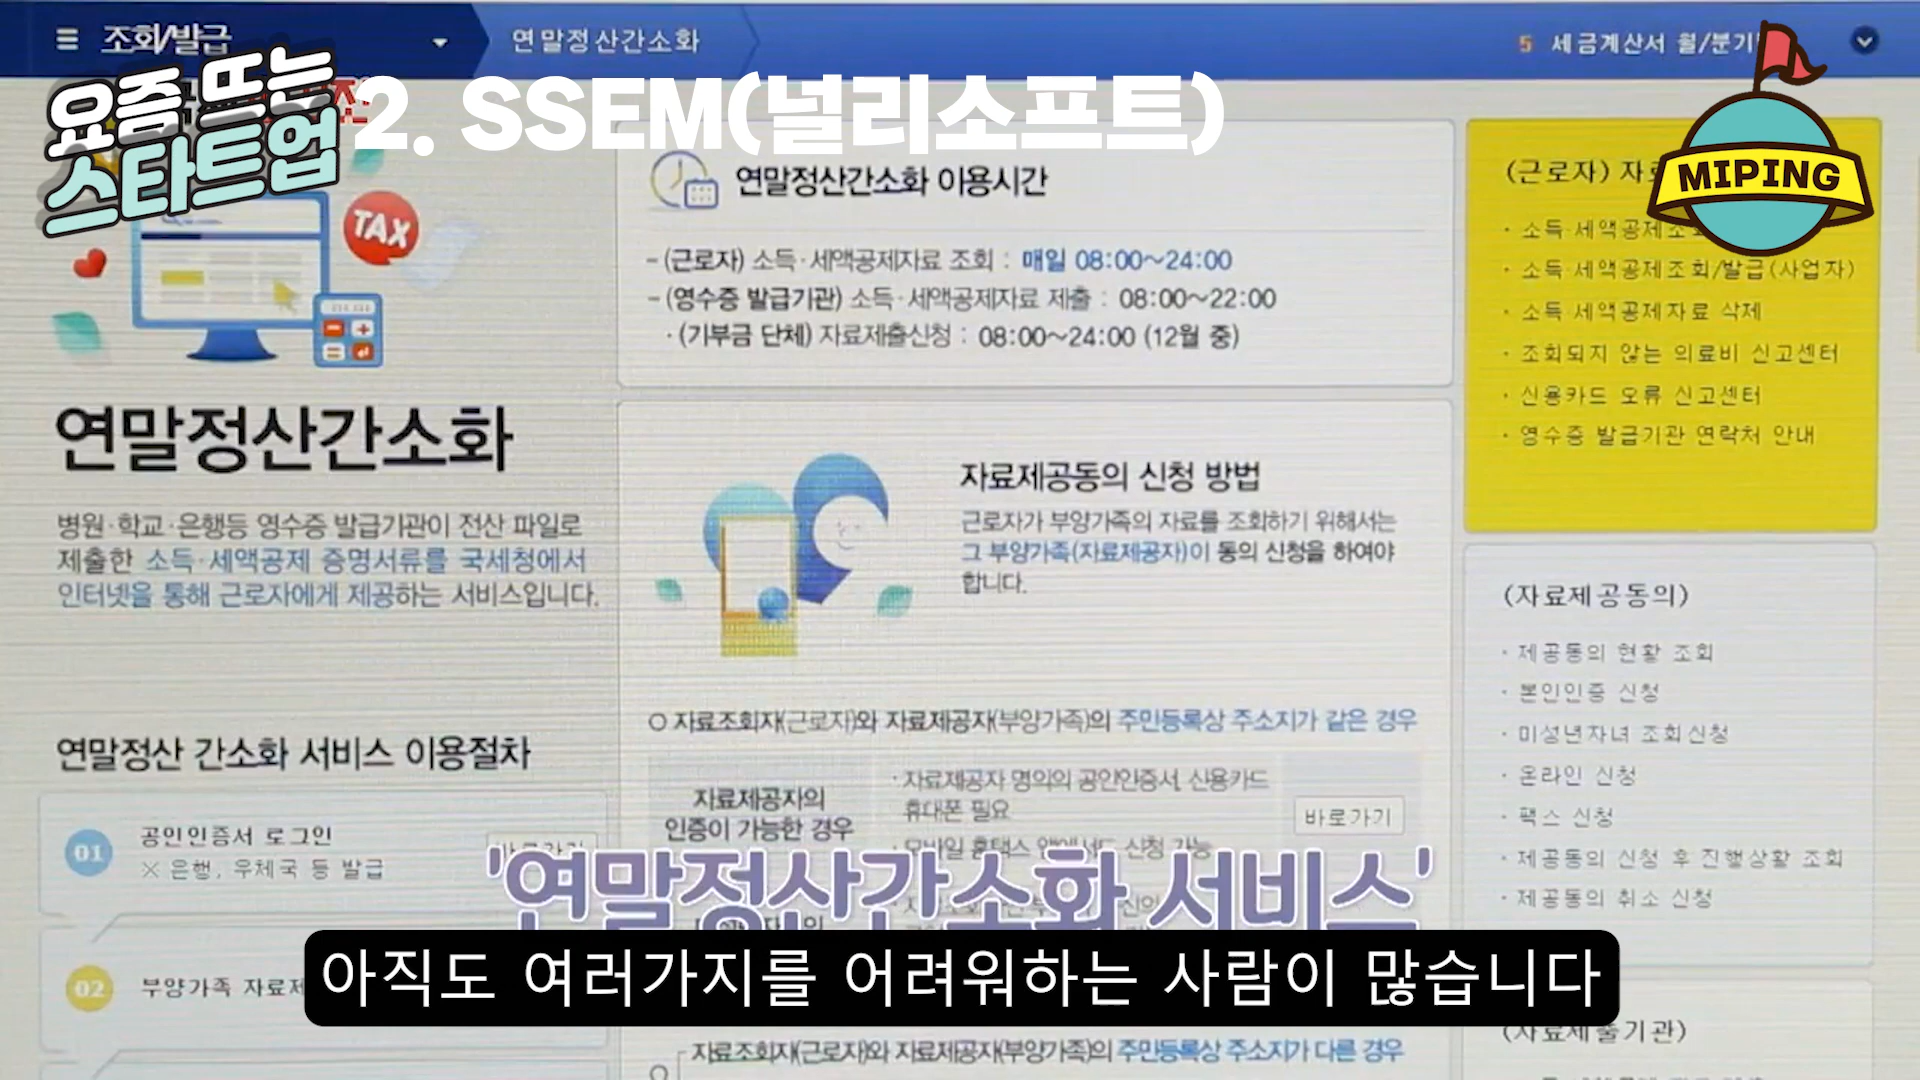 조회/발급
연말정산간소화
5 세금계산서 월/분기
요즘 뜨는
스타트업
2. SSEM(널리소프트)
MIPING
TAX
연말정산간소화
병원·학교·은행등 영수증 발급기관이 전산 파일로
제출한 소득·세액공제 증명서류를 국세청에서
인터넷을 통해 근로자에게 제공하는 서비스입니다.
연말정산 간소화 서비스 이용절차
01 공인인증서 로그인
※ 은행, 우체국 등 발급
02 부양가족
연말정산간소화 이용시간
- (근로자) 소득·세액공제자료 조회 : 매일 08:00~24:00
- (영수증 발급기관) 소득·세액공제자료 제출 : 08:00~22:00
· (기부금 단체) 자료제출신청 : 08:00~24:00 (12월 중)
자료제공동의 신청 방법
근로자가 부양가족의 자료를 조회하기 위해서는
그 부양가족(자료제공자)이 동의 신청을 하여야
합니다.
○ 자료조회자(근로자)와 자료제공자(부양가족)의 주민등록상 주소지가 같은 경우
자료제공자의
인증이 가능한 경우
· 자료제공자 명의의 공인인증서, 신용카드
휴대폰 필요
· 모바일 홈택스 앱에서도 신청 가능
바로가기
(근로자)
· 소득·세액공제조회
· 소득·세액공제조회/발급(사업자)
· 소득·세액공제자료 삭제
· 조회되지 않는 의료비 신고센터
· 신용카드 오류 신고센터
· 영수증 발급기관 연락처 안내
(자료제공동의)
· 제공동의 현황 조회
· 본인인증 신청
· 미성년자녀 조회신청
· 온라인 신청
· 팩스 신청
· 제공동의 신청 후 진행상황 조회
· 제공동의 취소 신청
(자료제출기관)
'연말정산간소화 서비스'
아직도 여러가지를 어려워하는 사람이 많습니다
자료조회자(근로자)와 자료제공자(부양가족)의 주민등록상 주소지가 다른 경우